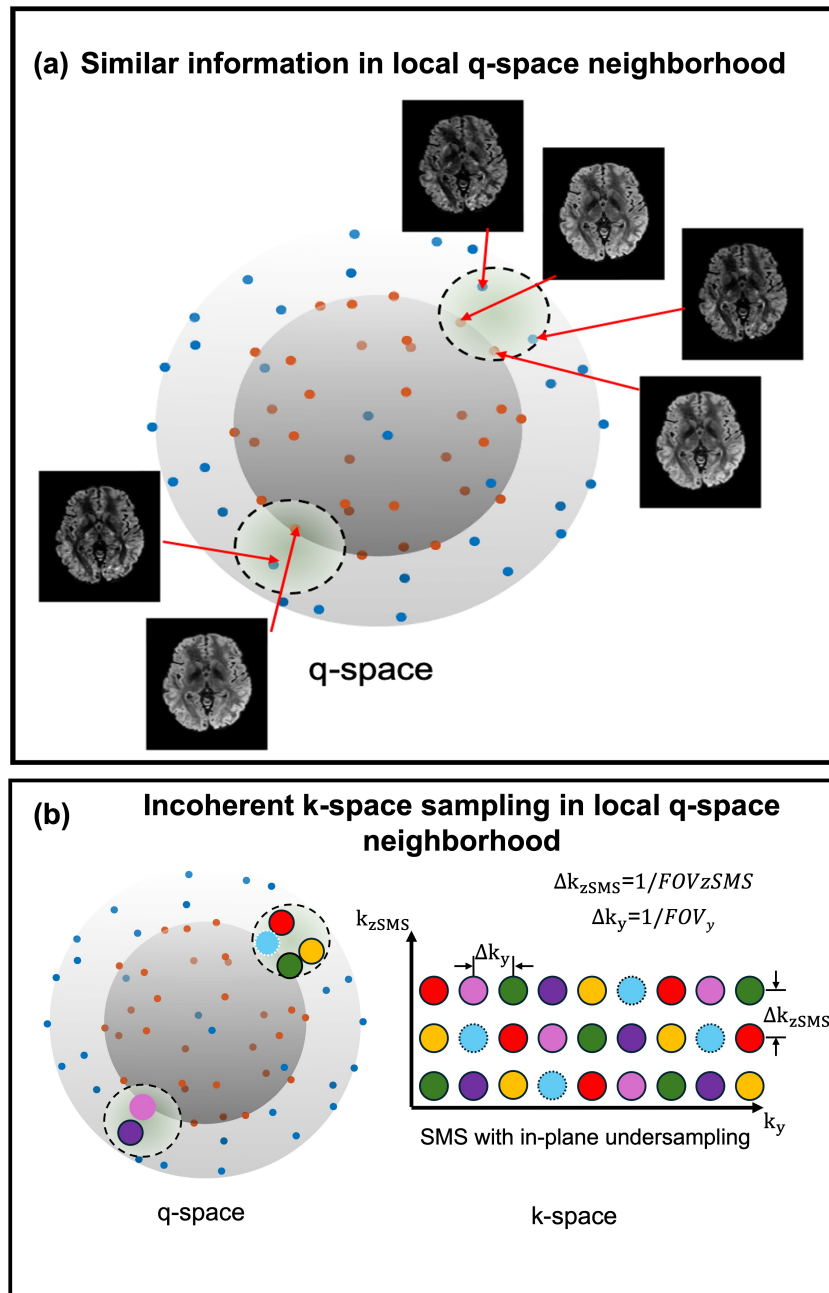 (a) Similar information in local q-space neighborhood
q-space
(b)
Incoherent k-space sampling in local q-space
neighborhood
Δk_zSMS=1/FOVzSMS
Δk_y=1/FOV_y
k_zSMS
Δk_y
Δk_zSMS
k_y
SMS with in-plane undersampling
q-space
k-space